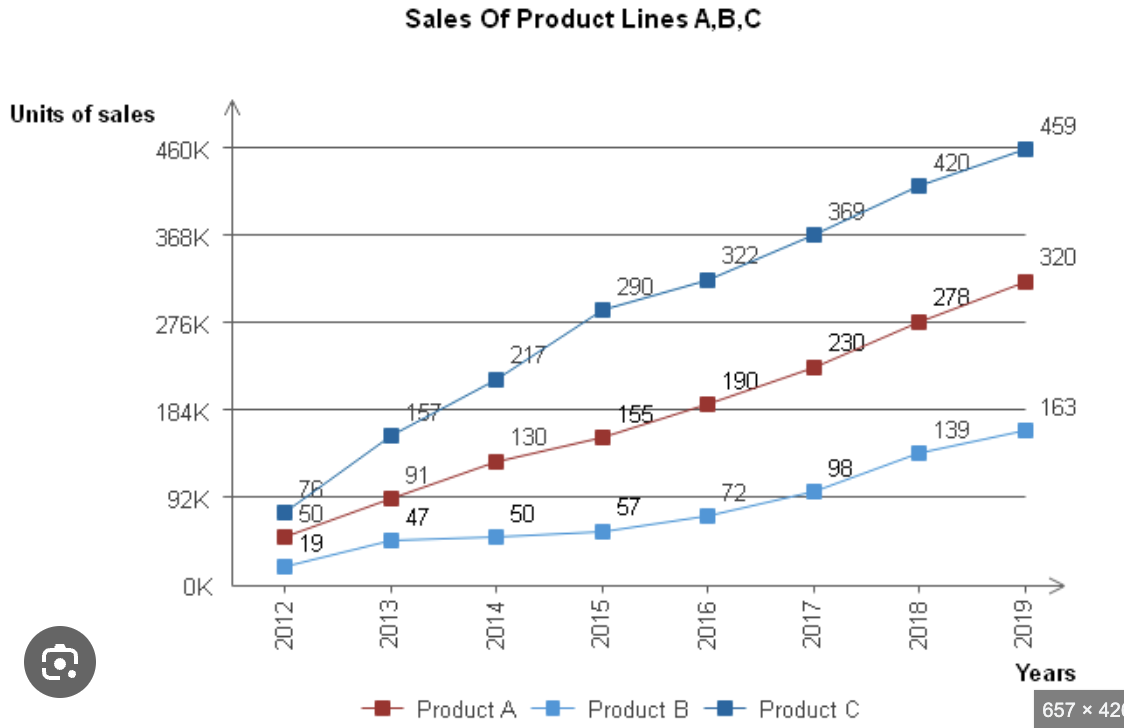 Sales Of Product Lines A,B,C
Units of sales
460K
368K
276K
184K
92K
0K
459
420
369
322
290
217
157
76
320
278
230
190
155
130
91
50
163
139
98
72
57
50
47
19
2012 2013 2014 2015 2016 2017 2018 2019
Years
Product A Product B Product C